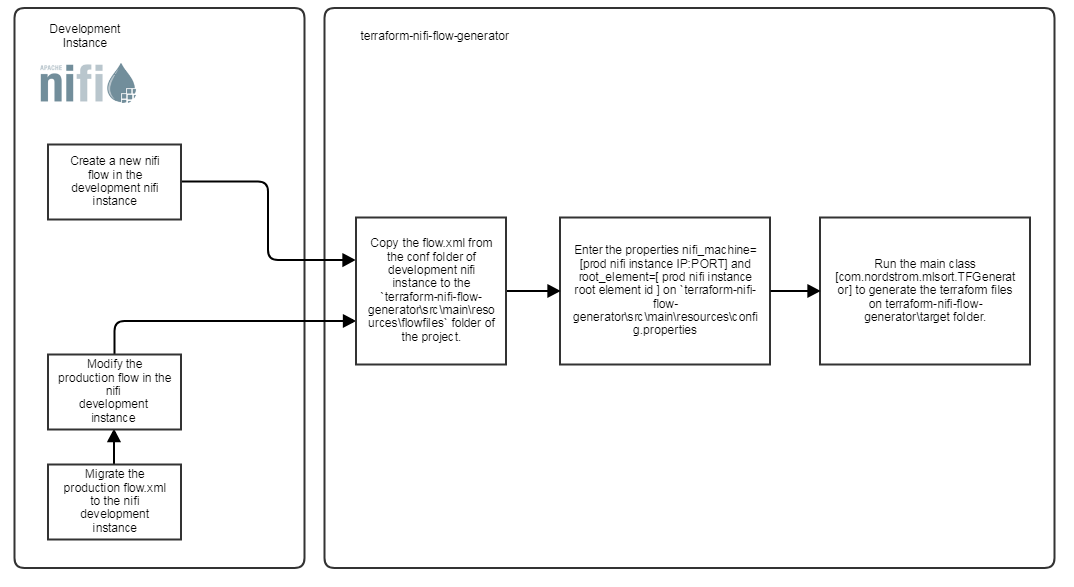 Development
Instance
APACHE
nifi
terraform-nifi-flow-generator
Create a new nifi
flow in the
development nifi
instance
Modify the
production flow in the
nifi
development
instance
Migrate the
production flow.xml
to the nifi
development
instance
Copy the flow.xml from
the conf folder of
development nifi
instance to the
`terraform-nifi-flow-
generator\src\main\reso
urces\flowfiles` folder of
the project.
Enter the properties nifi_machine=
[prod nifi instance IP:PORT] and
root_element=[ prod nifi instance
root element id ] on `terraform-nifi-
flow-
generator\src\main\resources\confi
g.properties
Run the main class
[com.nordstrom.mlsort.TFGenerat
or] to generate the terraform files
on terraform-nifi-flow-
generator\target folder.